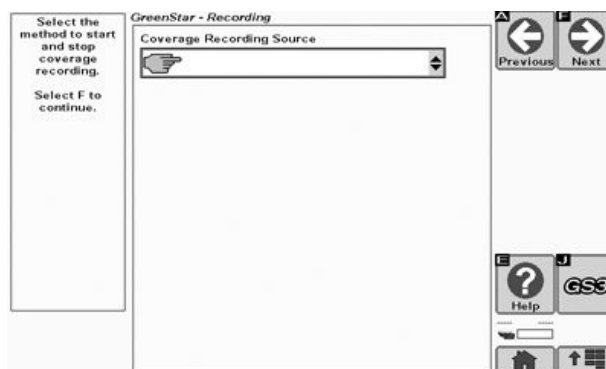 Select the
method to start
and stop
coverage
recording.
Select F to
continue.
GreenStar - Recording
Coverage Recording Source
A
Previous
F
Next
E
Help
J
GS3